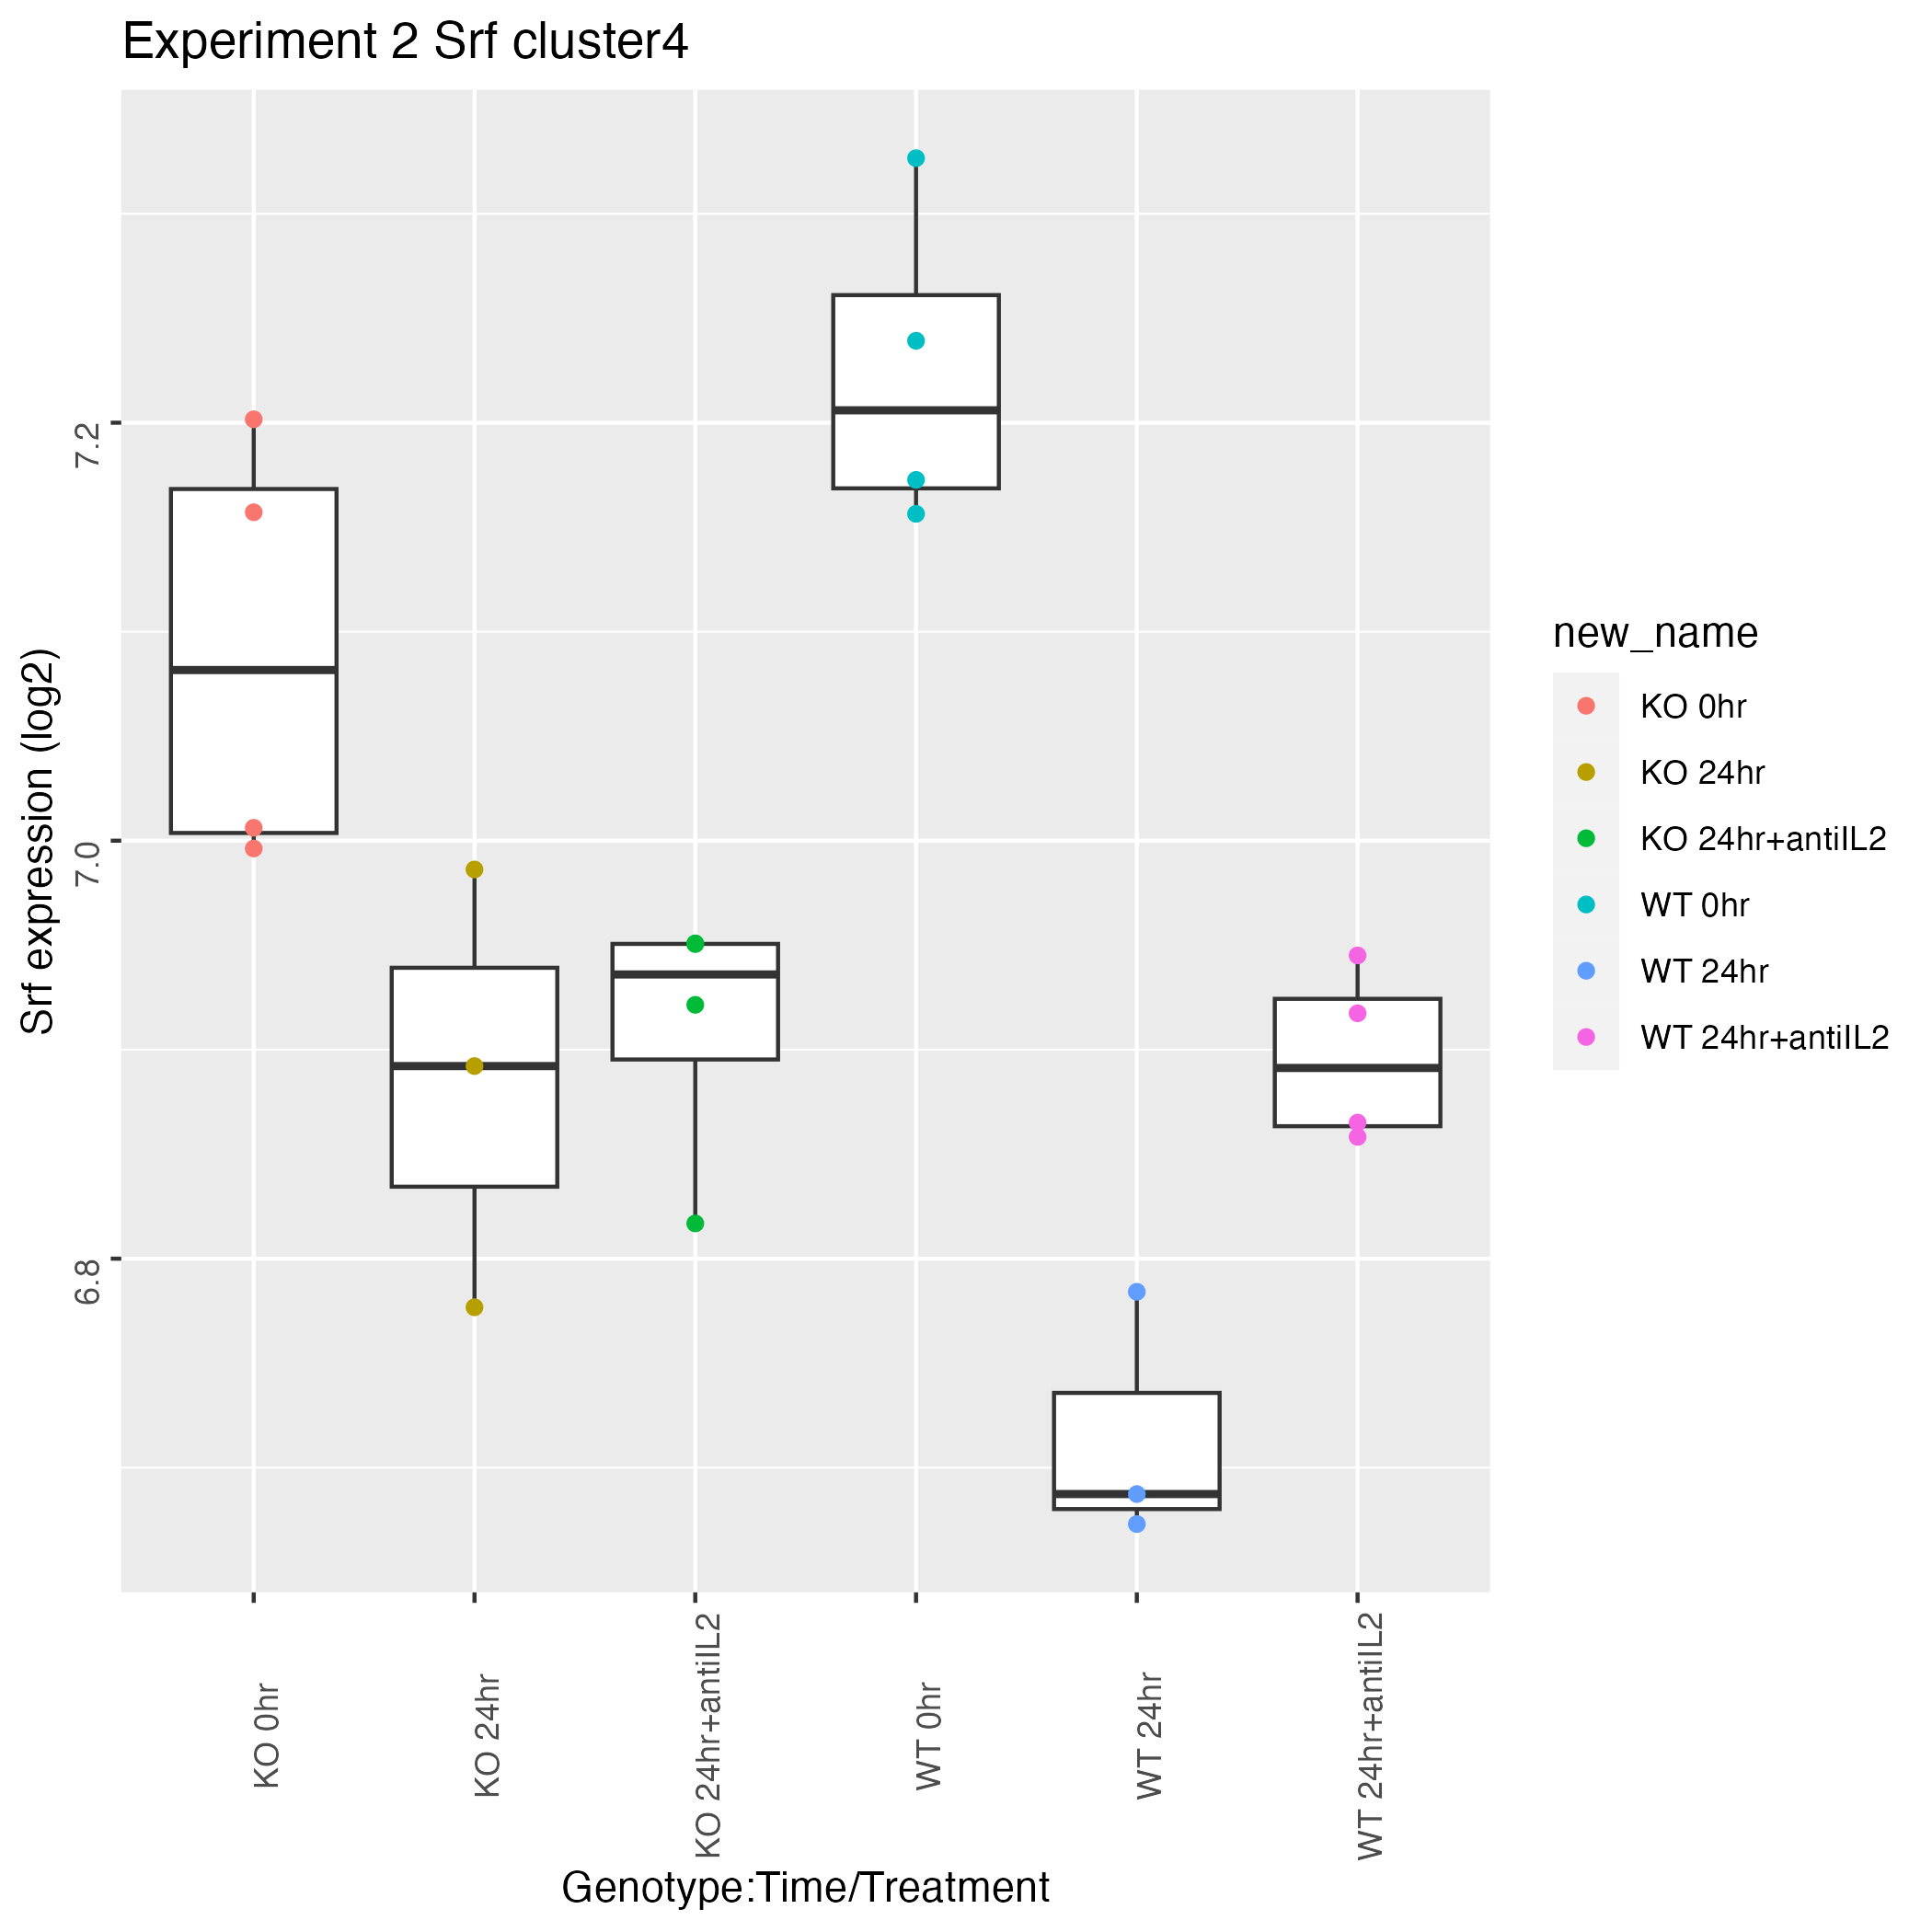 Experiment 2 Srf cluster4
Srf expression (log2)
7.2
7.0
6.8
KO 0hr
KO 24hr
KO 24hr+antiIL2
WT 0hr
WT 24hr
WT 24hr+antiIL2
Genotype:Time/Treatment
new_name
KO 0hr
KO 24hr
KO 24hr+antiIL2
WT 0hr
WT 24hr
WT 24hr+antiIL2